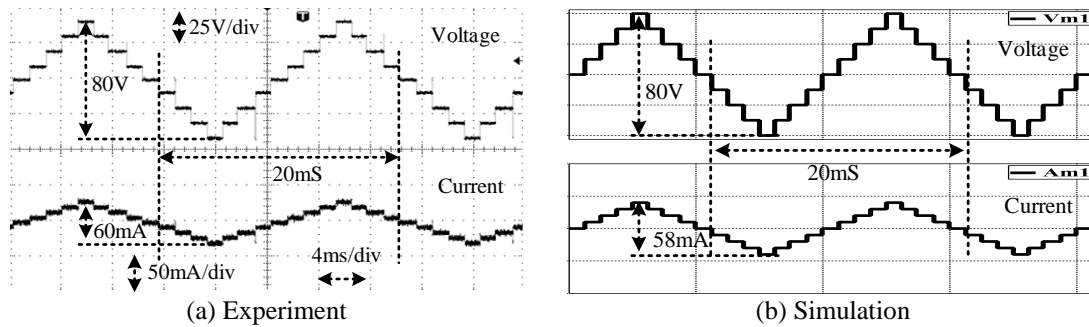 T
25V/div
Voltage
80V
20mS
Current
60mA
50mA/div
4ms/div
(a) Experiment
Vm1
Voltage
80V
20mS
Am1
Current
58mA
(b) Simulation